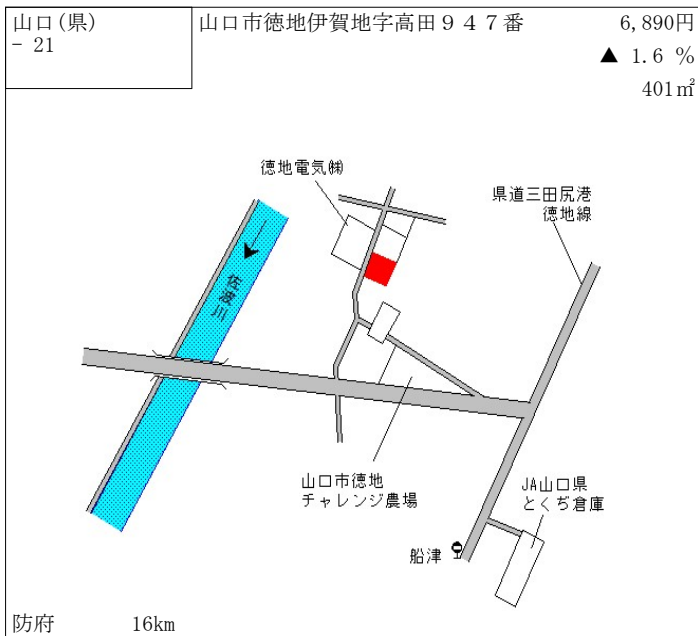 山口(県)
- 21
山口市徳地伊賀地字高田９４７番
6,890円
▲ 1.6 %
401㎡
徳地電気㈱
県道三田尻港
徳地線
佐波川
山口市徳地
チャレンジ農場
JA山口県
とくぢ倉庫
船津
防府 16km